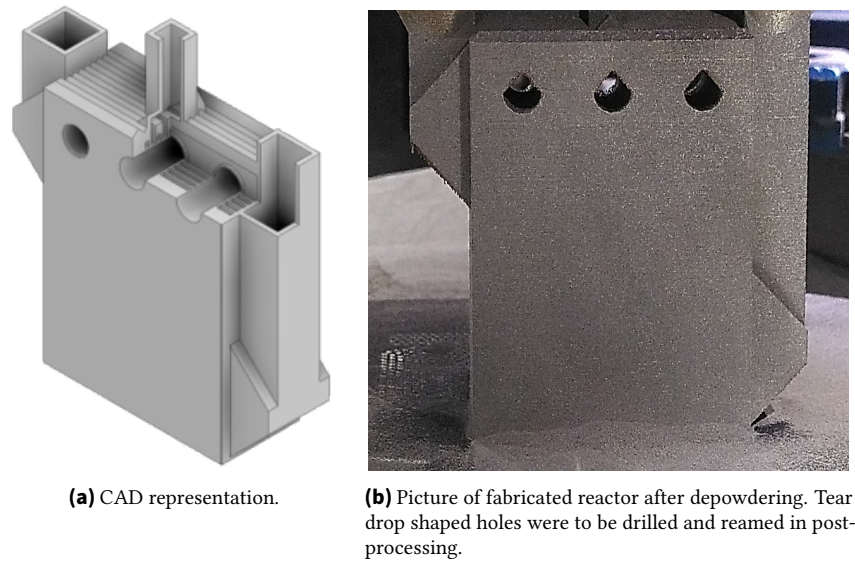 (a) CAD representation.
(b) Picture of fabricated reactor after depowdering. Tear
drop shaped holes were to be drilled and reamed in post-
processing.